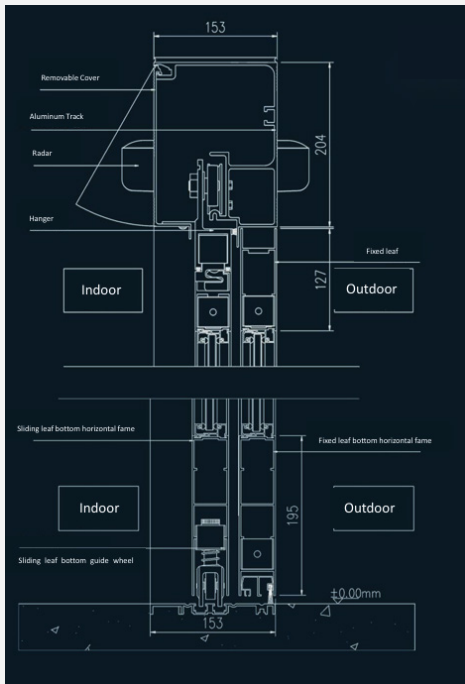 153
Removable Cover
Aluminum Track
204
Radar
Hanger
Fixed leaf
127
Indoor
Outdoor
Sliding leaf bottom horizontal fame
Fixed leaf bottom horizontal fame
195
Indoor
Outdoor
Sliding leaf bottom guide wheel
±0.00mm
153